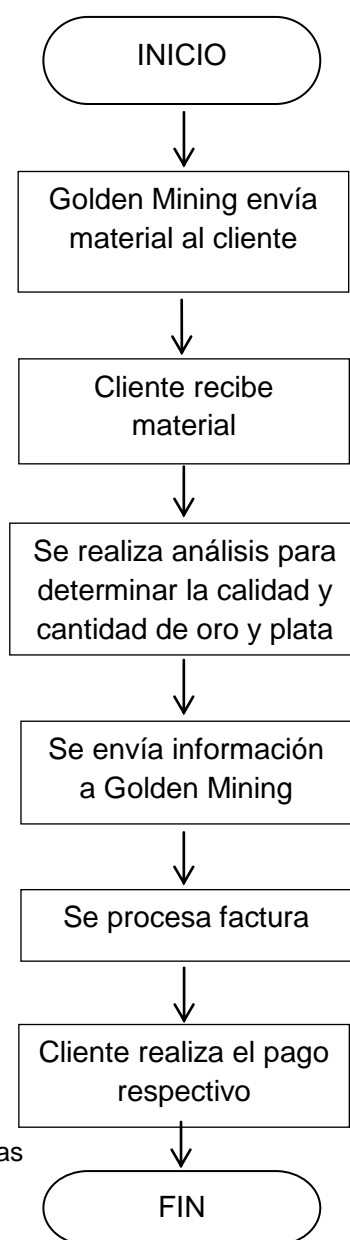 INICIO
Golden Mining envía
material al cliente
Cliente recibe
material
Se realiza análisis para
determinar la calidad y
cantidad de oro y plata
Se envía información
a Golden Mining
Se procesa factura
Cliente realiza el pago
respectivo
FIN